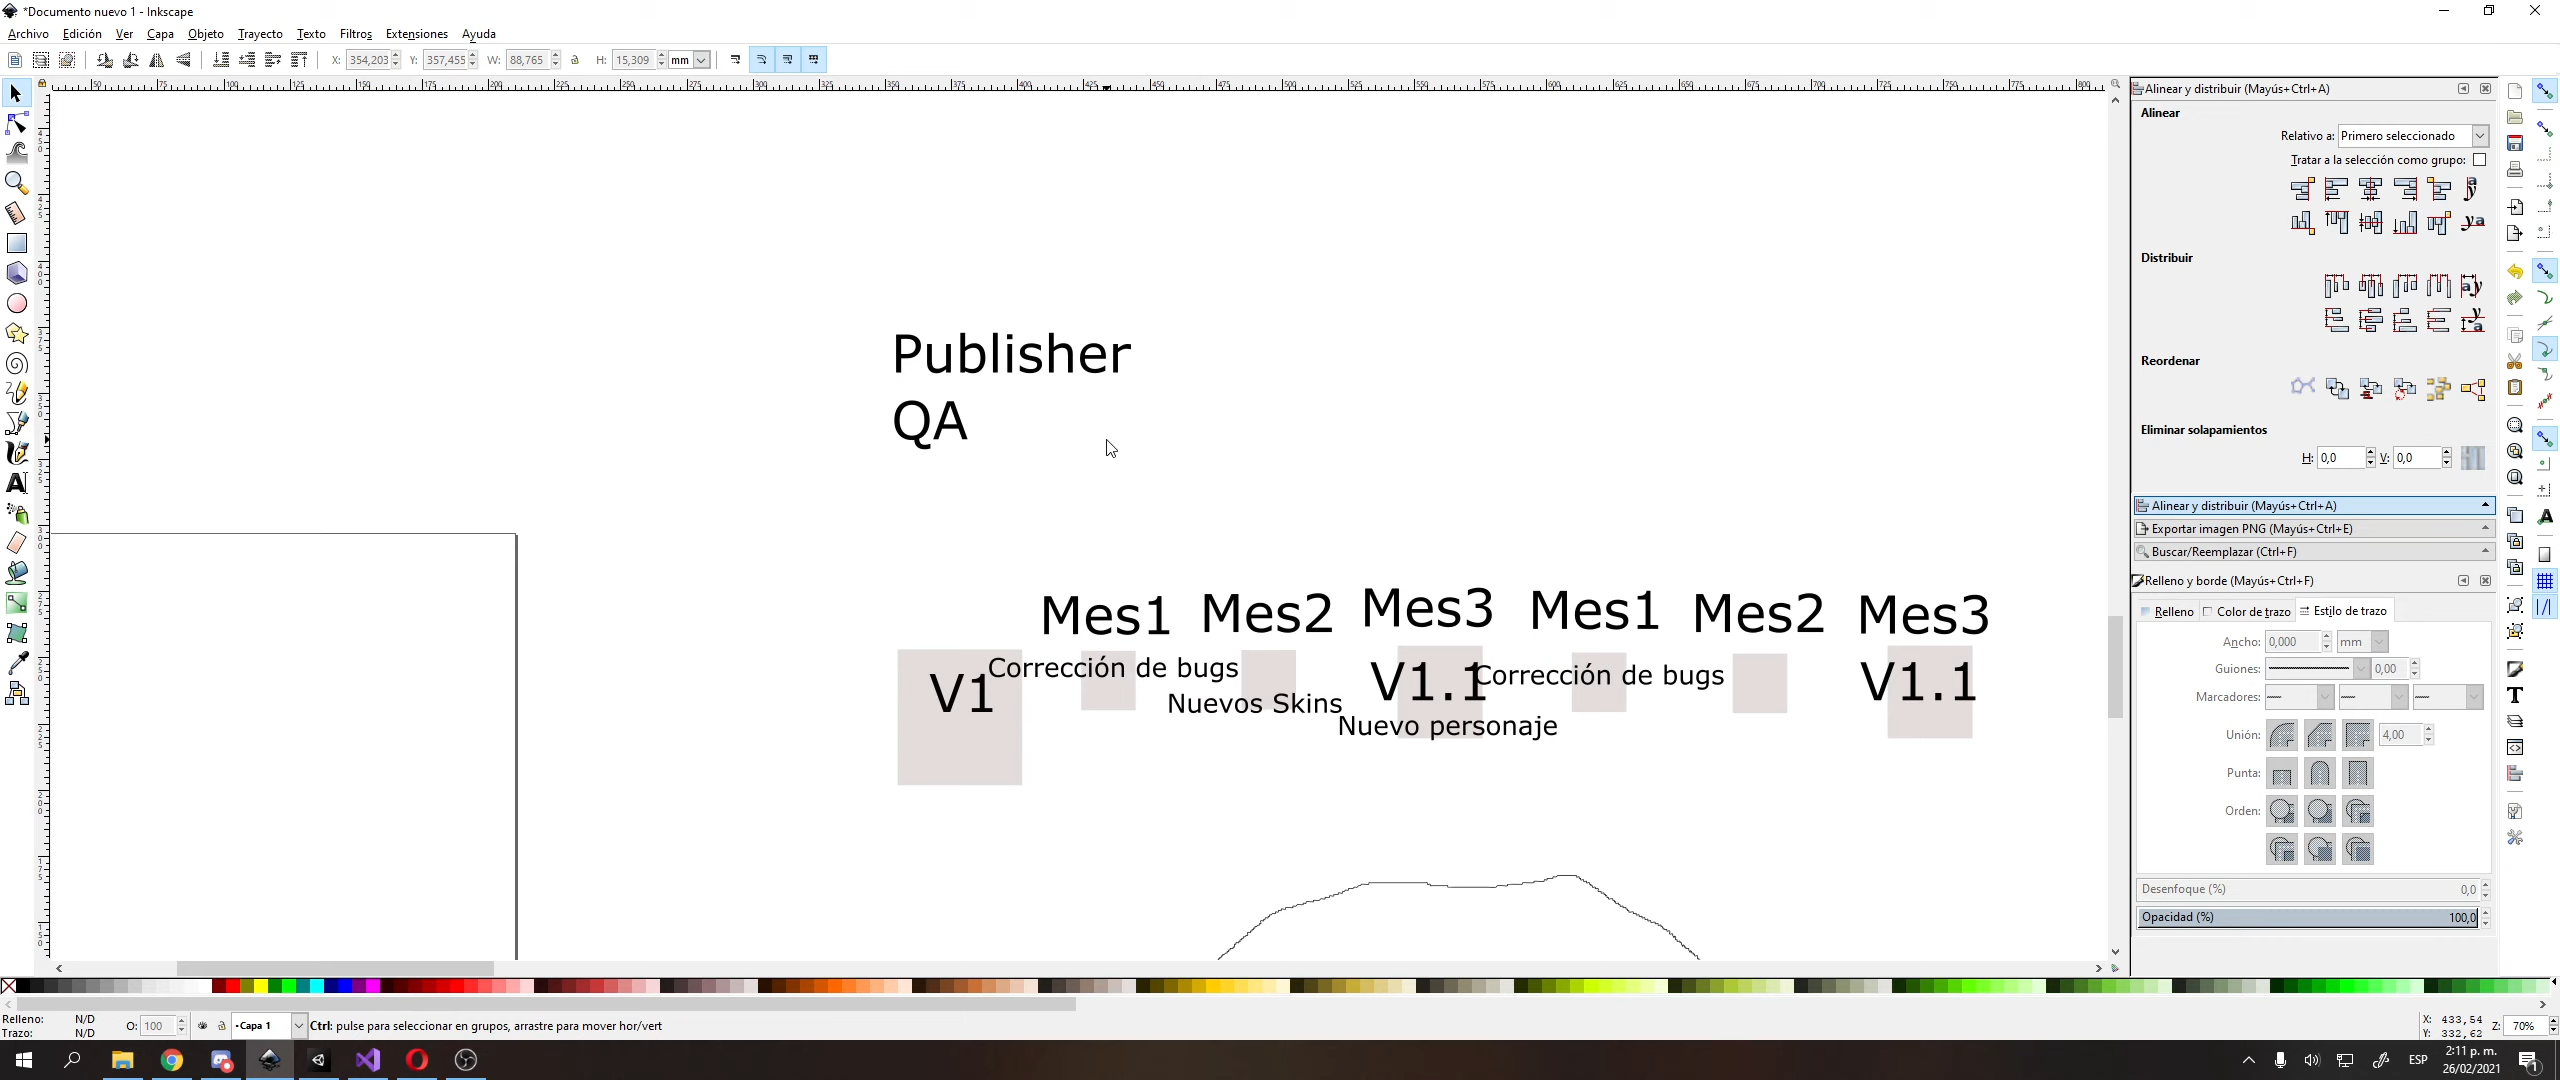 *Documento nuevo 1 - Inkscape
Archivo Edición Ver Capa Objeto Trayecto Texto Filtros Extensiones Ayuda
X: 354,203 Y: 357,455 W: 88,765 H: 15,309 mm
Alinear y distribuir (Mayús+Ctrl+A)
Alinear
Relativo a: Primero seleccionado
Tratar a la selección como grupo:
Distribuir
Reordenar
Eliminar solapamientos
H: 0,0 V: 0,0
Alinear y distribuir (Mayús+Ctrl+A)
Exportar imagen PNG (Mayús+Ctrl+E)
Buscar/Reemplazar (Ctrl+F)
Relleno y borde (Mayús+Ctrl+F)
Relleno Color de trazo Estilo de trazo
Ancho: 0,000 mm
Guiones: 0,00
Marcadores:
Unión: 4,00
Punta:
Orden:
Desenfoque (%) 0,0
Opacidad (%) 100,0
Publisher
QA
Mes1 Mes2 Mes3 Mes1 Mes2 Mes3
V1 Corrección de bugs V1.1 Corrección de bugs V1.1
Nuevos Skins
Nuevo personaje
Relleno: N/D
Trazo: N/D
O: 100
•Capa 1
Ctrl: pulse para seleccionar en grupos, arrastre para mover hor/vert
X: 433,54
Y: 332,62
Z: 70%
ESP
2:11 p. m.
26/02/2021
1